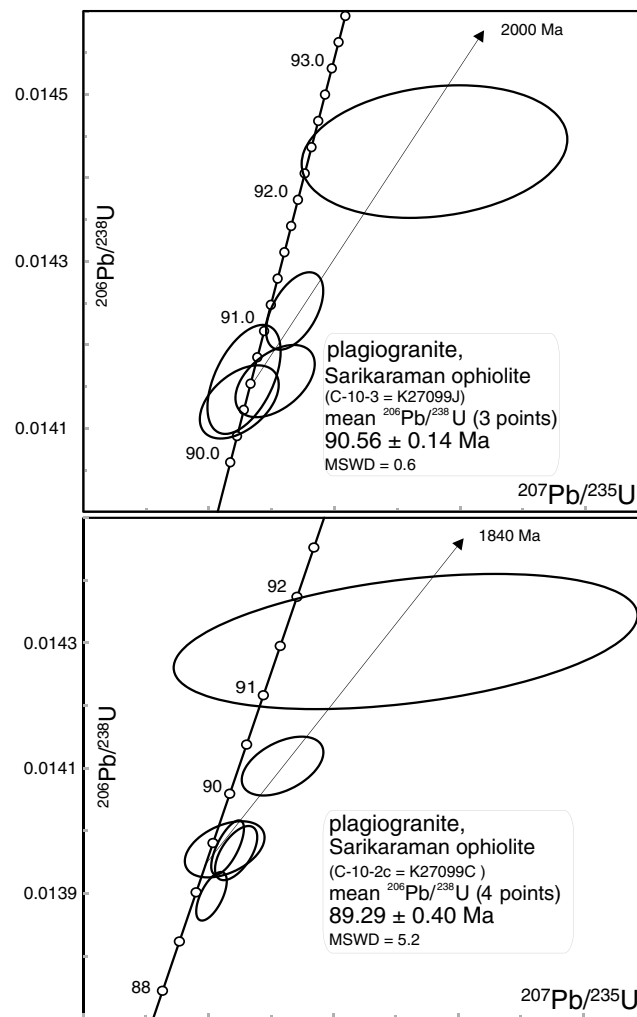 2000 Ma
93.0
0.0145
92.0
0.0143
206Pb/238U
91.0
plagiogranite,
Sarikaraman ophiolite
(C-10-3 = K27099J)
mean 206Pb/238U (3 points)
90.56 ± 0.14 Ma
MSWD = 0.6
0.0141
90.0
207Pb/235U
1840 Ma
92
0.0143
91
206Pb/238U
0.0141
90
plagiogranite,
Sarikaraman ophiolite
(C-10-2c = K27099C )
mean 206Pb/238U (4 points)
89.29 ± 0.40 Ma
MSWD = 5.2
0.0139
88
207Pb/235U